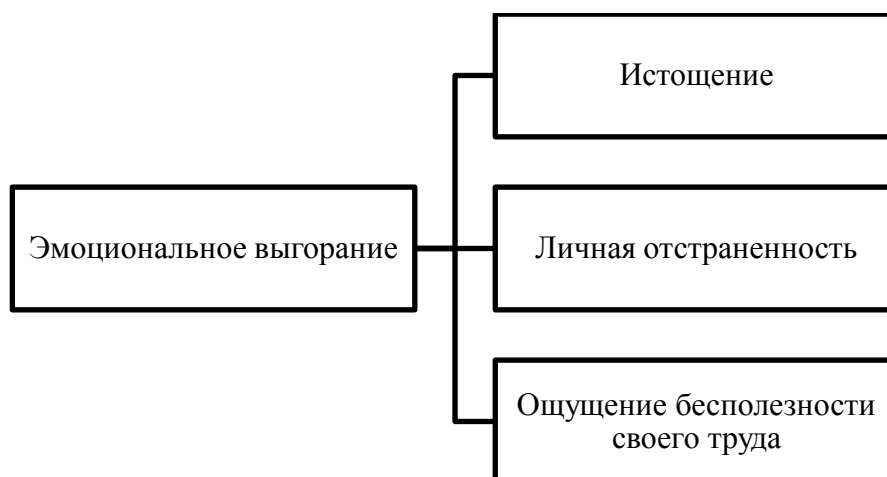 Истощение
Эмоциональное выгорание
Личная отстраненность
Ощущение бесполезности
своего труда